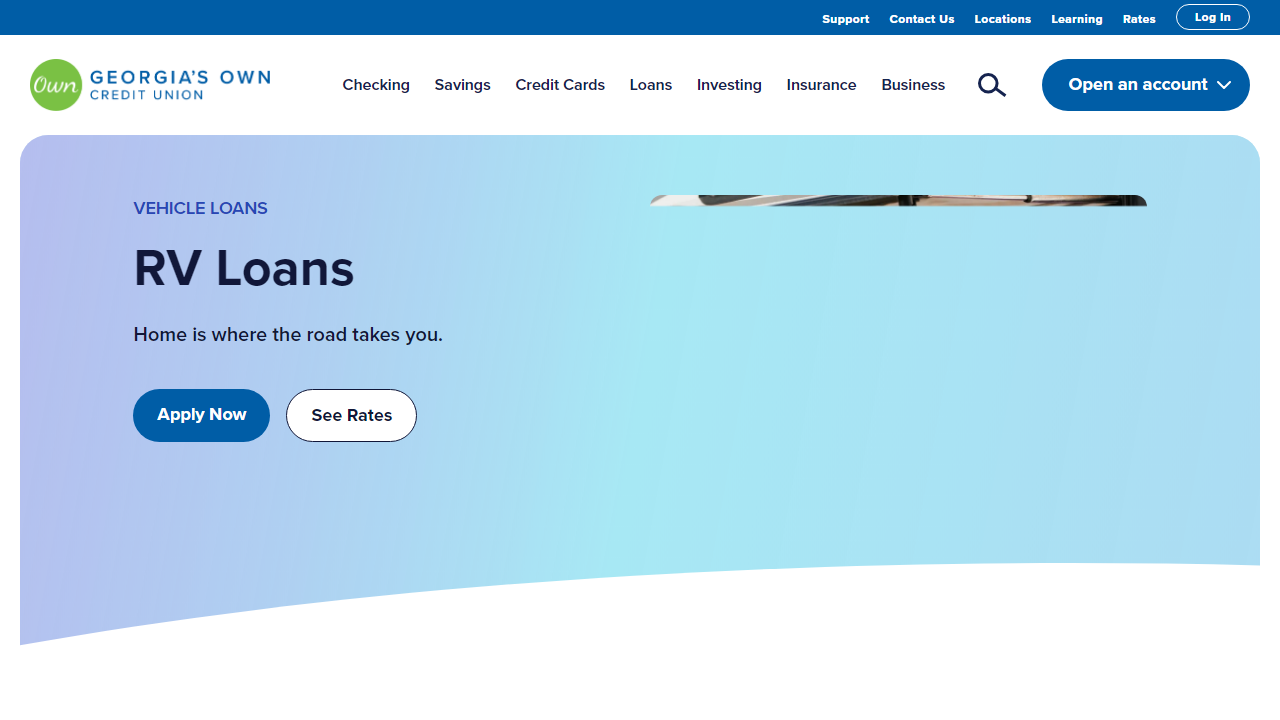 Support Contact Us Locations Learning Rates Log In
Own GEORGIA'S OWN
CREDIT UNION
Checking Savings Credit Cards Loans Investing Insurance Business Open an account
VEHICLE LOANS
RV Loans
Home is where the road takes you.
Apply Now See Rates